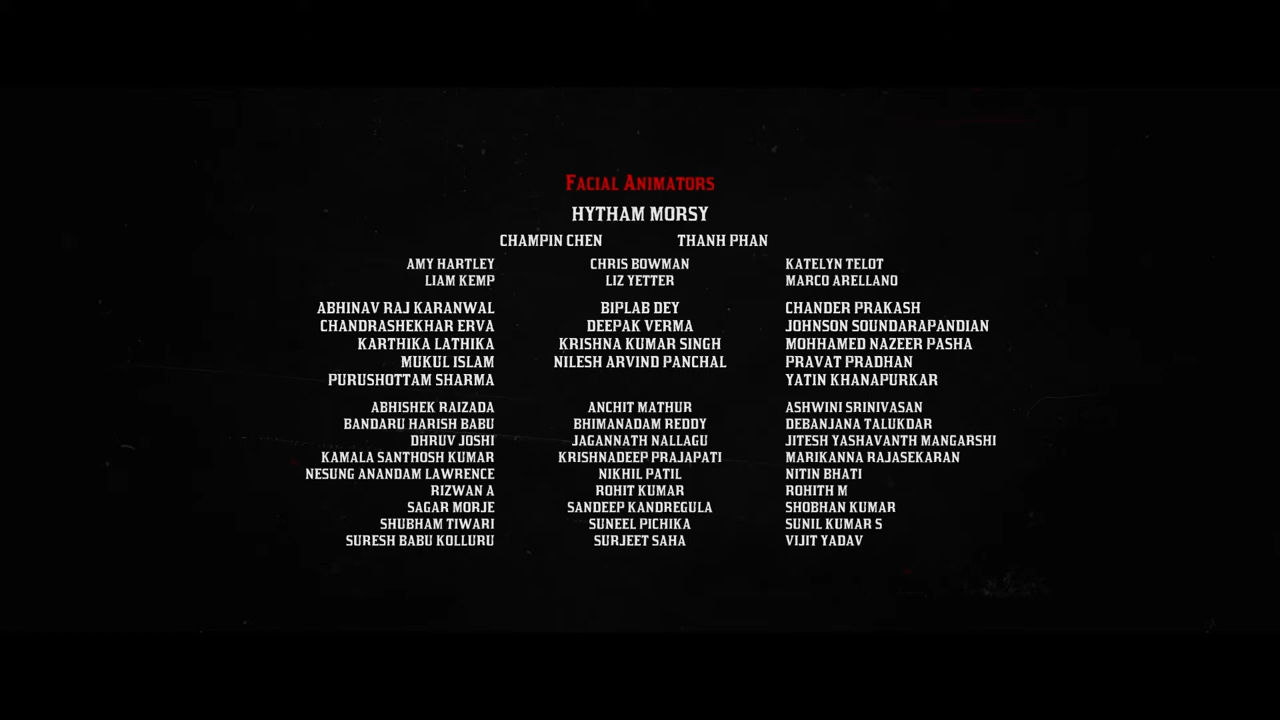 FACIAL ANIMATORS
HYTHAM MORSY
CHAMPIN CHEN THANH PHAN
AMY HARTLEY CHRIS BOWMAN KATELYN TELOT
LIAM KEMP LIZ YETTER MARCO ARELLANO
ABHINAV RAJ KARANWAL BIPLAB DEY CHANDER PRAKASH
CHANDRASHEKHAR ERVA DEEPAK VERMA JOHNSON SOUNDARAPANDIAN
KARTHIKA LATHIKA KRISHNA KUMAR SINGH MOHHAMED NAZEER PASHA
MUKUL ISLAM NILESH ARVIND PANCHAL PRAVAT PRADHAN
PURUSHOTTAM SHARMA YATIN KHANAPURKAR
ABHISHEK RAIZADA ANCHIT MATHUR ASHWINI SRINIVASAN
BANDARU HARISH BABU BHIMANADAM REDDY DEBANJANA TALUKDAR
DHRUV JOSHI JAGANNATH NALLAGU JITESH YASHAVANTH MANGARSHI
KAMALA SANTHOSH KUMAR KRISHNADEEP PRAJAPATI MARIKANNA RAJASEKARAN
NESUNG ANANDAM LAWRENCE NIKHIL PATIL NITIN BHATI
RIZWAN A ROHIT KUMAR ROHITH M
SAGAR MORJE SANDEEP KANDREGULA SHOBHAN KUMAR
SHUBHAM TIWARI SUNEEL PICHIKA SUNIL KUMAR S
SURESH BABU KOLLURU SURJEET SAHA VIJIT YADAV